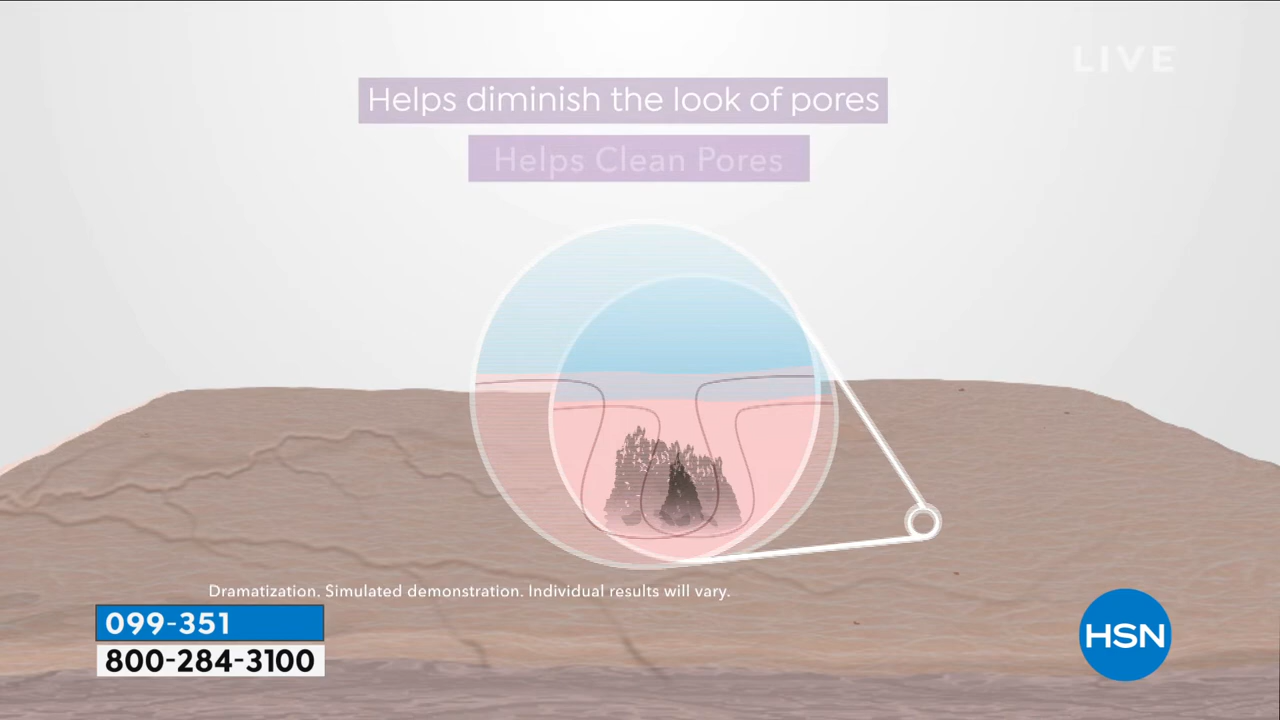 LIVE
Helps diminish the look of pores
Helps Clean Pores
Dramatization. Simulated demonstration. Individual results will vary.
099-351
800-284-3100
HSN